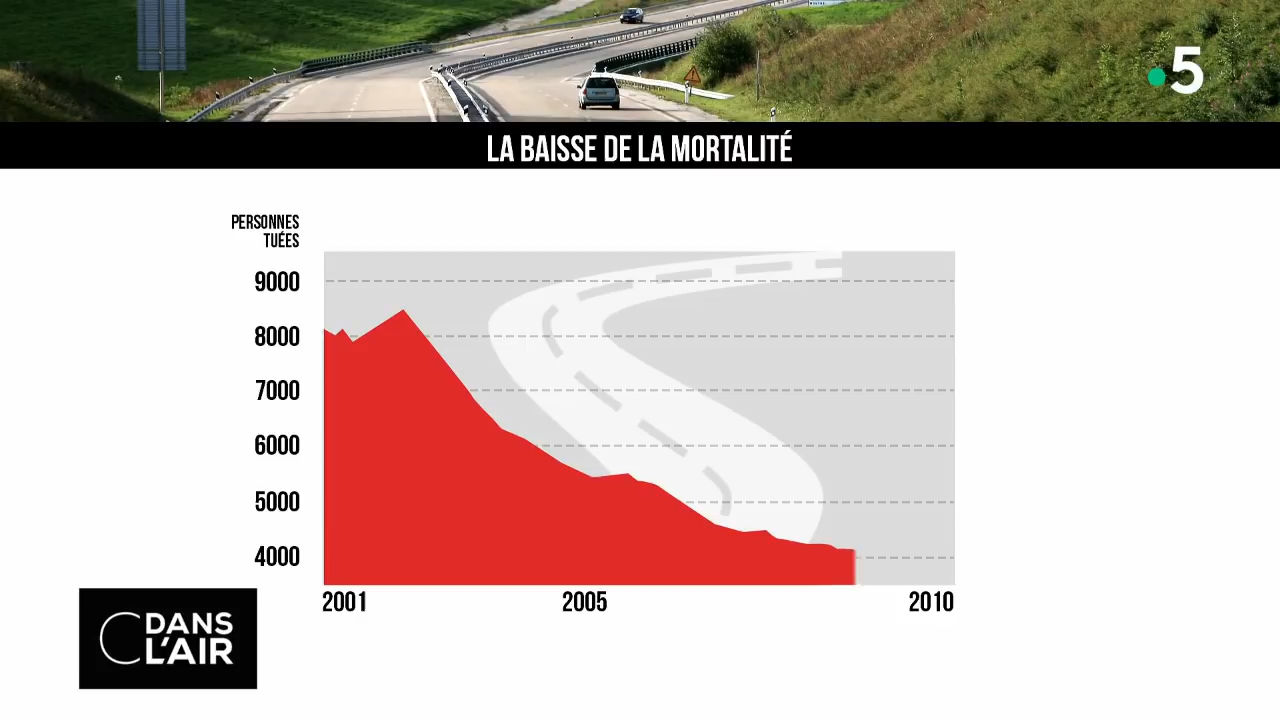 5
LA BAISSE DE LA MORTALITÉ
PERSONNES
TUÉES
9000
8000
7000
6000
5000
4000
2001
2005
2010
C DANS
L'AIR